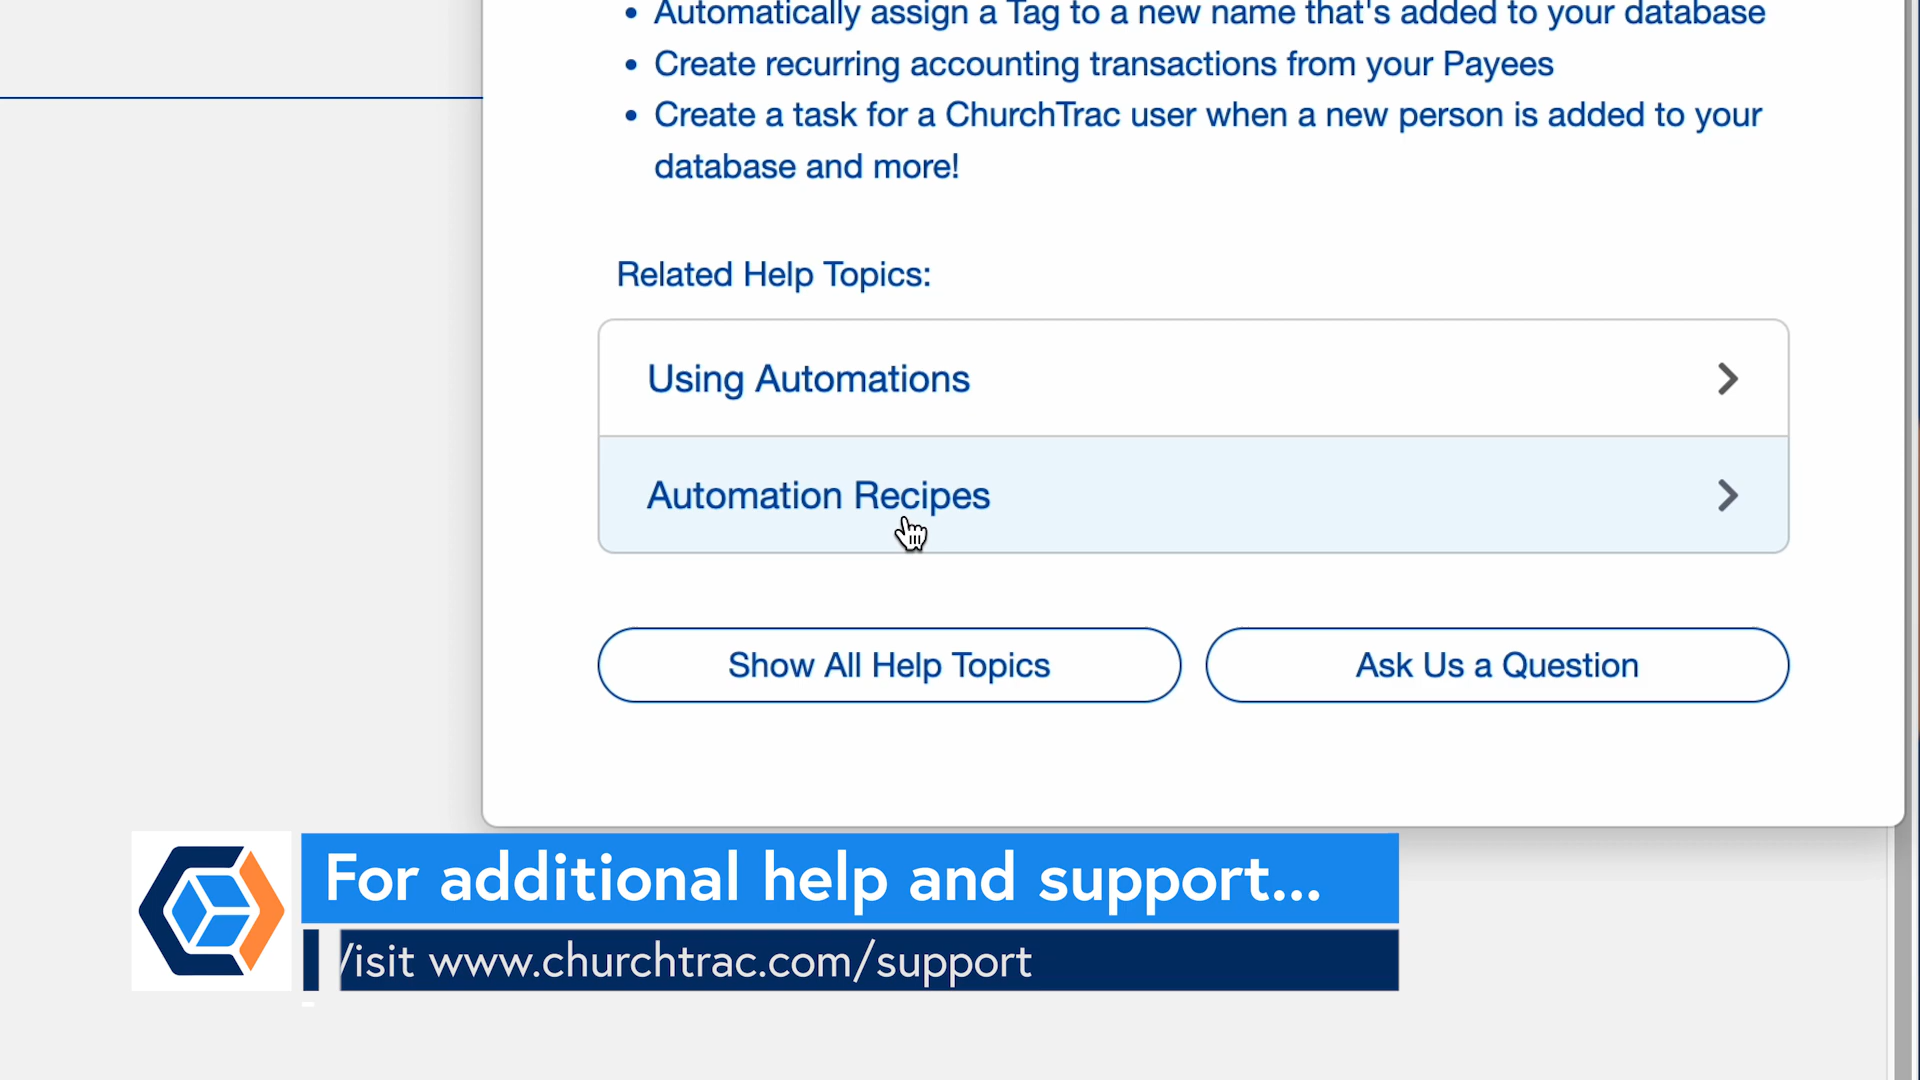 Automatically assign a Tag to a new name that's added to your database
Create recurring accounting transactions from your Payees
Create a task for a ChurchTrac user when a new person is added to your
database and more!
Related Help Topics:
Using Automations
Automation Recipes
Show All Help Topics
Ask Us a Question
For additional help and support...
Visit www.churchtrac.com/support